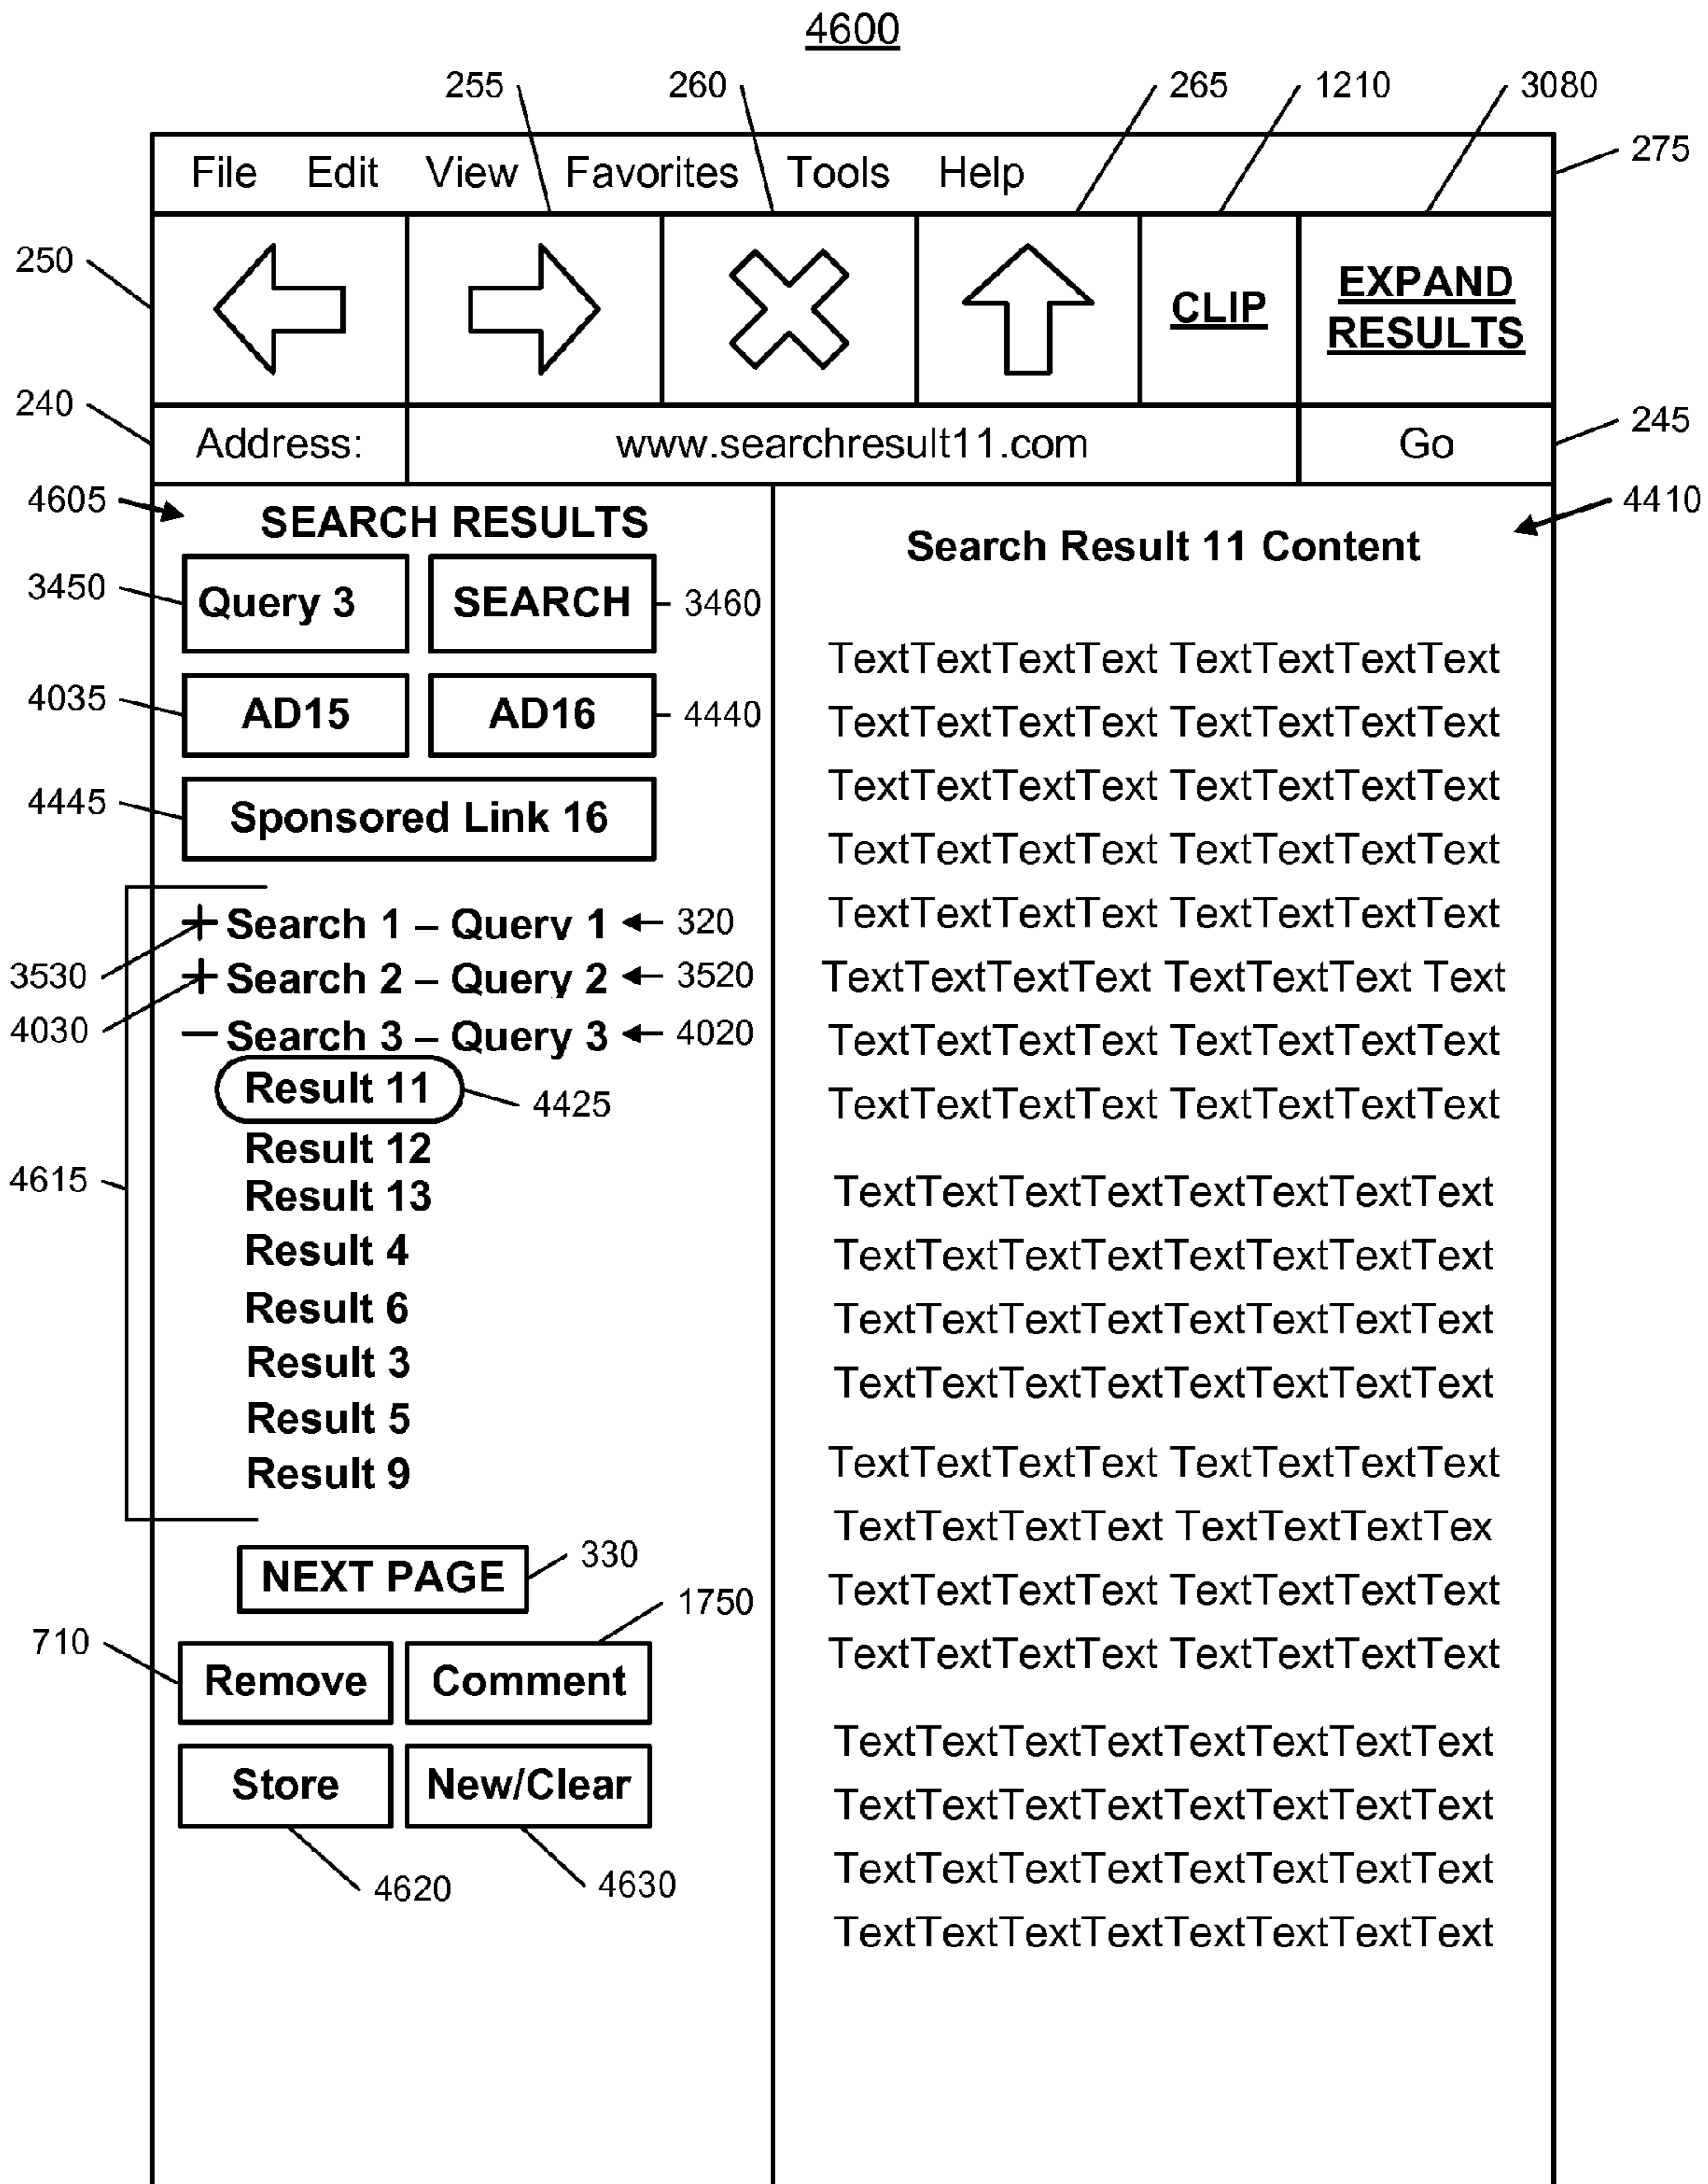 4600
255 260 265 1210 3080
275
File Edit View Favorites Tools Help
250
CLIP
EXPAND
RESULTS
240
Address: www.searchresult11.com Go
245
4605
SEARCH RESULTS
4410
Search Result 11 Content
3450
Query 3 SEARCH
3460
4035
AD15 AD16
4440
4445
Sponsored Link 16
+ Search 1 – Query 1 320
3530
+ Search 2 – Query 2 3520
4030
– Search 3 – Query 3 4020
Result 11
4425
Result 12
4615
Result 13
Result 4
Result 6
Result 3
Result 5
Result 9
NEXT PAGE
330
1750
710
Remove Comment
Store New/Clear
4620 4630
TextTextTextText TextTextTextText
TextTextTextText TextTextTextText
TextTextTextText TextTextTextText
TextTextTextText TextTextTextText
TextTextTextText TextTextTextText
TextTextTextText TextTextText Text
TextTextTextText TextTextTextText
TextTextTextText TextTextTextText
TextTextTextTextTextTextTextText
TextTextTextTextTextTextTextText
TextTextTextTextTextTextTextText
TextTextTextTextTextTextTextText
TextTextTextText TextTextTextText
TextTextTextText TextTextTextTex
TextTextTextText TextTextTextText
TextTextTextText TextTextTextText
TextTextTextTextTextTextTextText
TextTextTextTextTextTextTextText
TextTextTextTextTextTextTextText
TextTextTextTextTextTextTextText